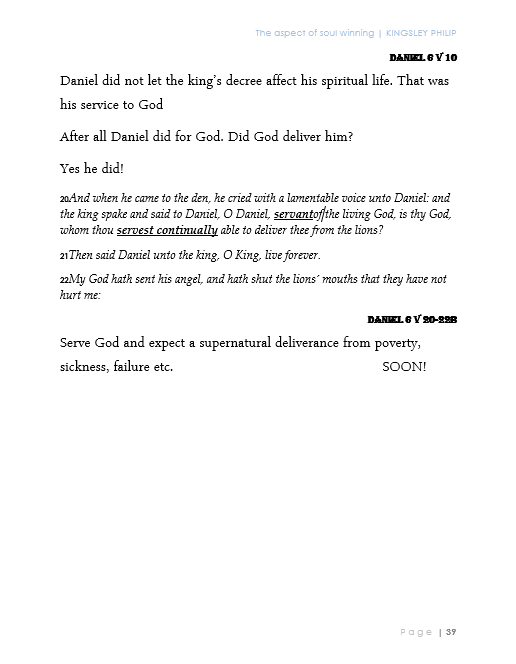 The aspect of soul winning | KINGSLEY PHILIP
DANIEL 6 V 10
Daniel did not let the king’s decree affect his spiritual life. That was
his service to God
After all Daniel did for God. Did God deliver him?
Yes he did!
20And when he came to the den, he cried with a lamentable voice unto Daniel: and
the king spake and said to Daniel, O Daniel, servantof the living God, is thy God,
whom thou servest continually able to deliver thee from the lions?
21Then said Daniel unto the king, O King, live forever.
22My God hath sent his angel, and hath shut the lions´ mouths that they have not
hurt me:
DANIEL 6 V 20-22B
Serve God and expect a supernatural deliverance from poverty,
sickness, failure etc. SOON!
Page | 39